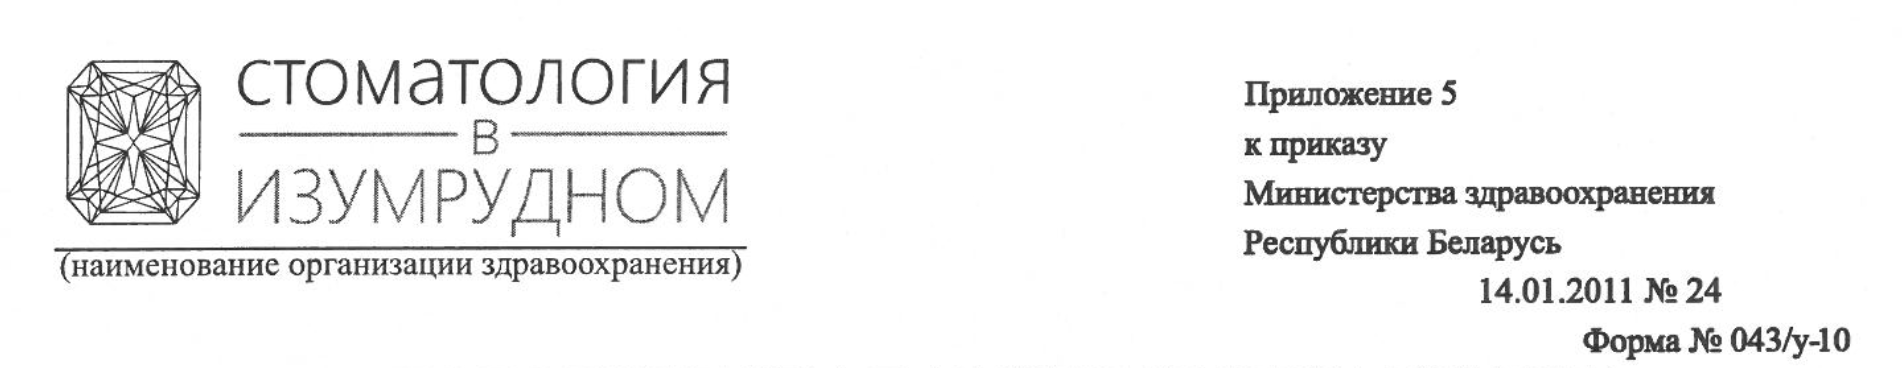 стоматология
в
изумрудном
(наименование организации здравоохранения)
Приложение 5
к приказу
Министерства здравоохранения
Республики Беларусь
14.01.2011 № 24
Форма № 043/у-10